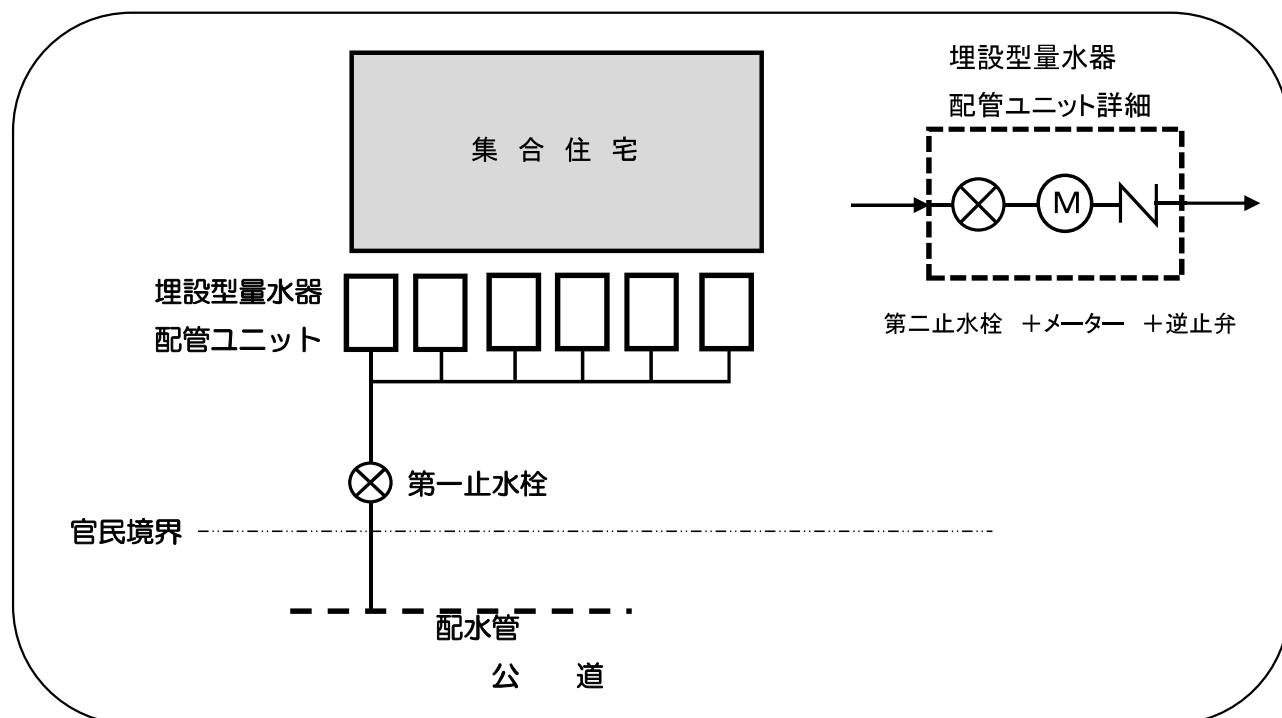 集合住宅
埋設型量水器
配管ユニット詳細
M
第二止水栓 +メーター +逆止弁
埋設型量水器
配管ユニット
第一止水栓
官民境界
配水管
公 道